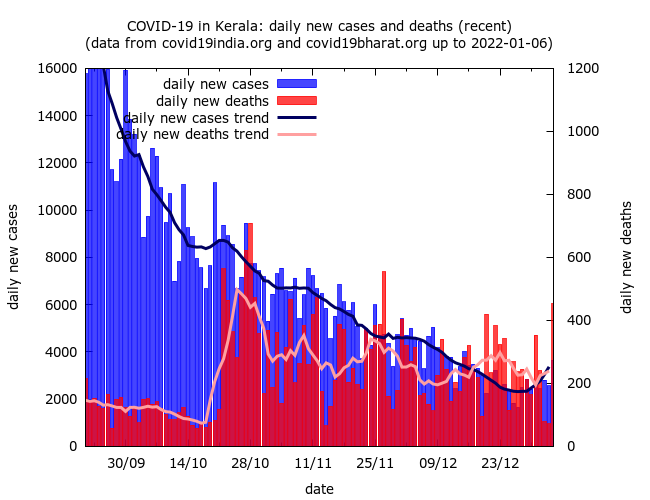 COVID-19 in Kerala: daily new cases and deaths (recent)
(data from covid19india.org and covid19bharat.org up to 2022-01-06)
daily new cases
daily new deaths
daily new cases trend
daily new deaths trend
16000
14000
12000
10000
8000
6000
4000
2000
0
daily new cases
1200
1000
800
600
400
200
0
daily new deaths
30/09 14/10 28/10 11/11 25/11 09/12 23/12
date